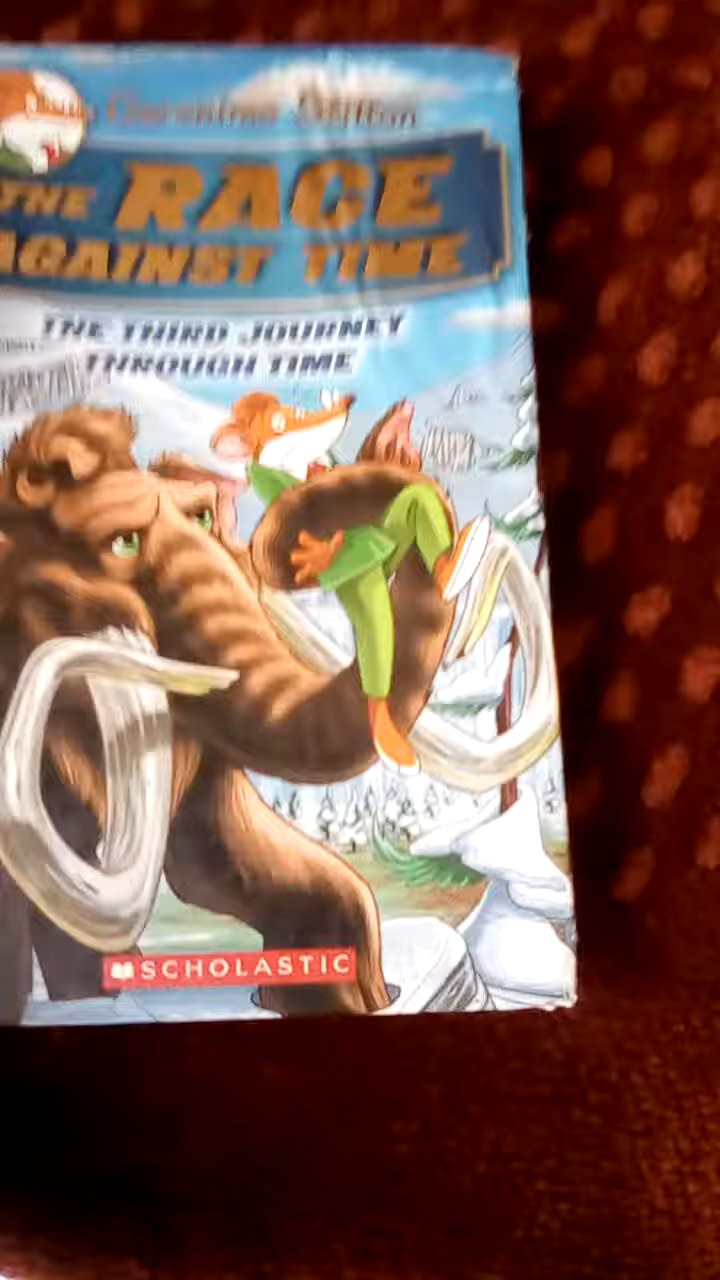 Geronimo Stilton
THE RACE
AGAINST TIME
THE THIRD JOURNEY
THROUGH TIME
SCHOLASTIC